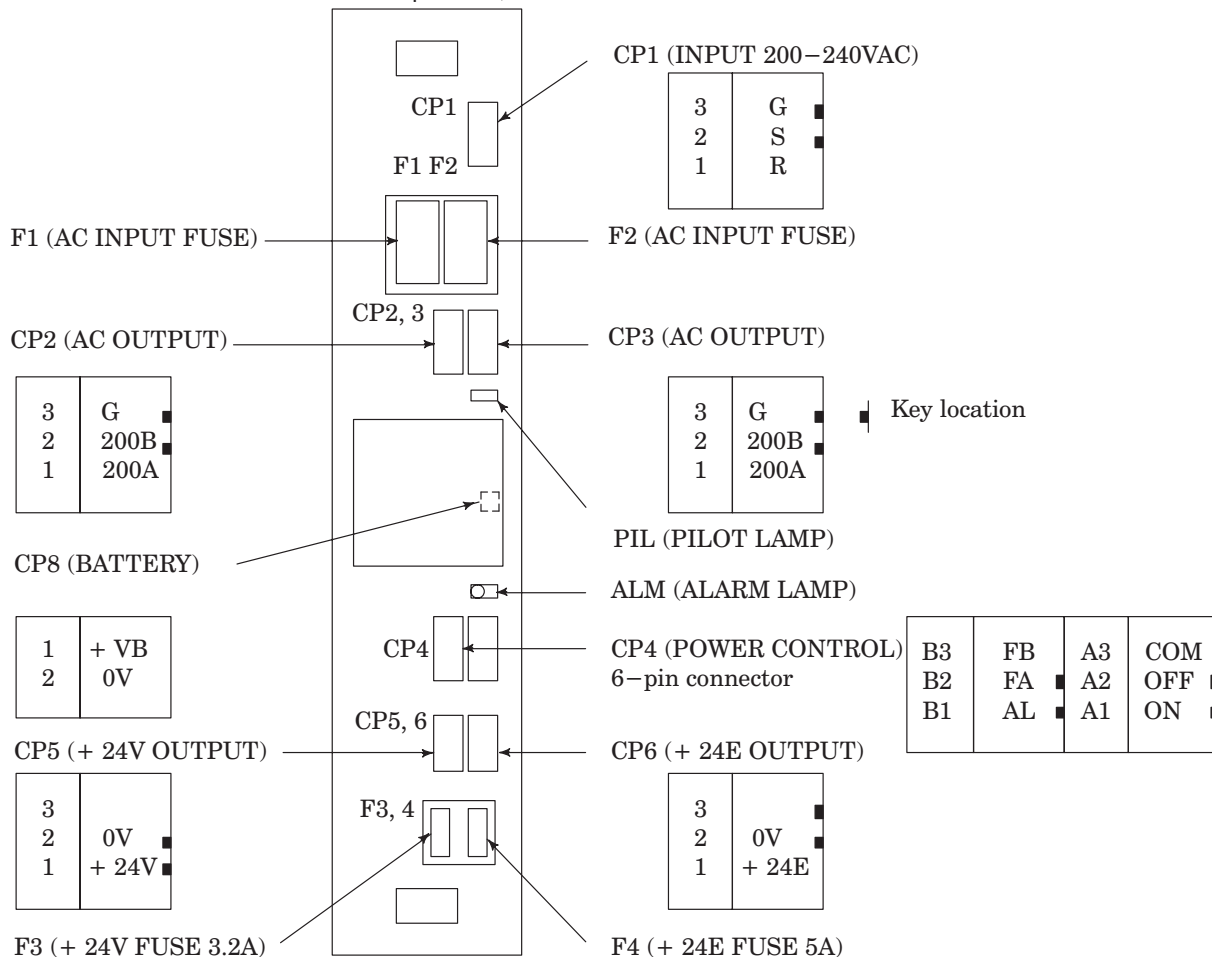 CP1 (INPUT 200−240VAC)
3 G
2 S
1 R
CP1
F1 F2
F1 (AC INPUT FUSE)
F2 (AC INPUT FUSE)
CP2, 3
CP2 (AC OUTPUT)
CP3 (AC OUTPUT)
3 G
2 200B
1 200A
3 G
2 200B
1 200A
Key location
PIL (PILOT LAMP)
CP8 (BATTERY)
ALM (ALARM LAMP)
1 + VB
2 0V
CP4
CP4 (POWER CONTROL)
6−pin connector
B3 FB A3 COM
B2 FA A2 OFF
B1 AL A1 ON
CP5, 6
CP5 (+ 24V OUTPUT)
CP6 (+ 24E OUTPUT)
3
2 0V
1 + 24V
F3, 4
3
2 0V
1 + 24E
F3 (+ 24V FUSE 3.2A)
F4 (+ 24E FUSE 5A)